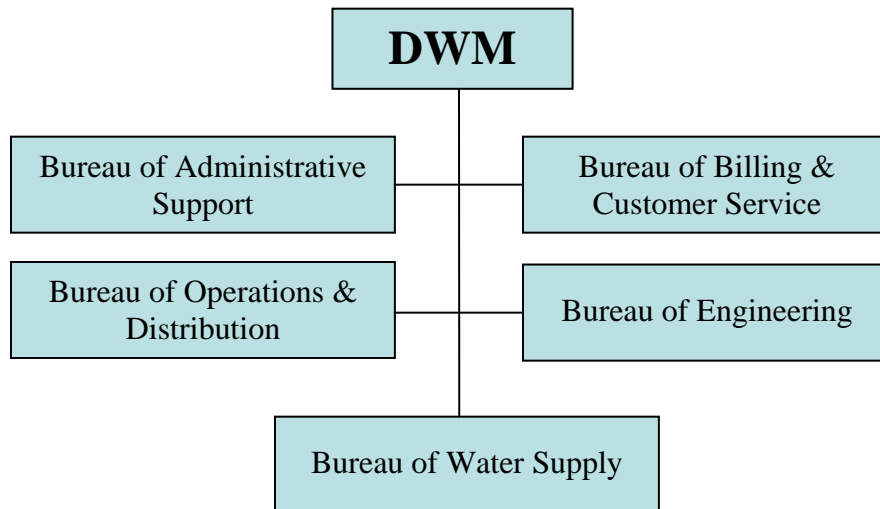 DWM
Bureau of Administrative
Support
Bureau of Billing &
Customer Service
Bureau of Operations &
Distribution
Bureau of Engineering
Bureau of Water Supply